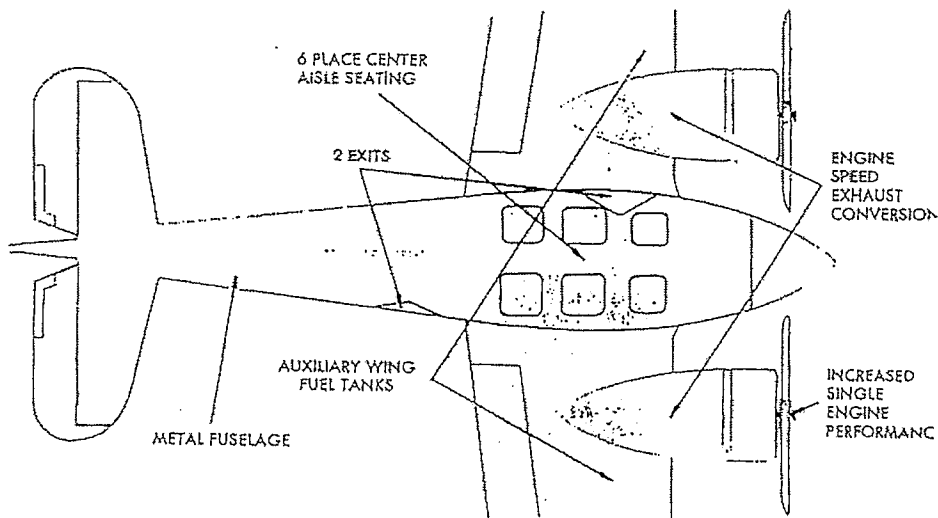 6 PLACE CENTER
AISLE SEATING
2 EXITS
ENGINE
SPEED
EXHAUST
CONVERSION
AUXILIARY WING
FUEL TANKS
METAL FUSELAGE
INCREASED
SINGLE
ENGINE
PERFORMANC